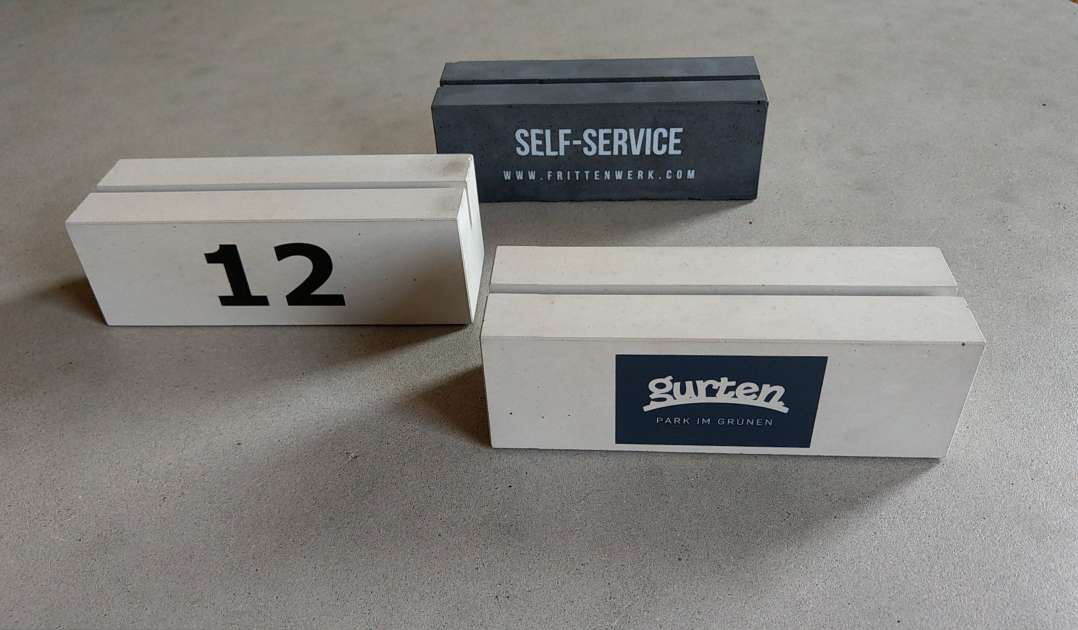 SELF-SERVICE
WWW.FRITTENWERK.COM
12
gurten
PARK IM GRÜNEN